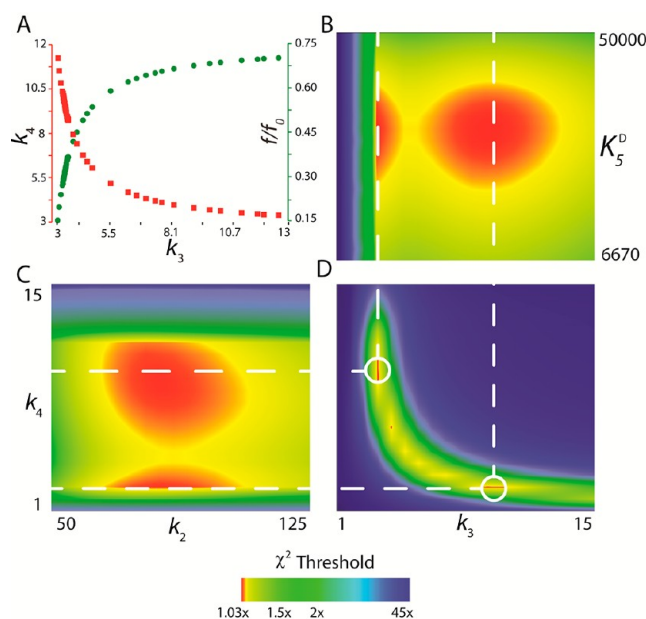 A
12
10.5
8
5.5
3
k4
3
5.5
8.1
10.7
13
k3
0.75
0.60
0.45
0.30
0.15
f/f0
B
50000
K5D
6670
C
15
k4
1
50
k2
125
D
1
k3
15
χ2 Threshold
1.03x
1.5x
2x
45x